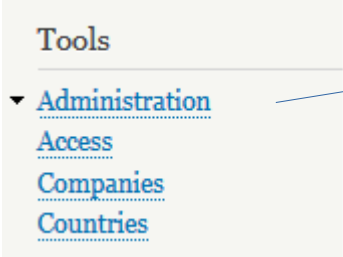 Tools
Administration
Access
Companies
Countries